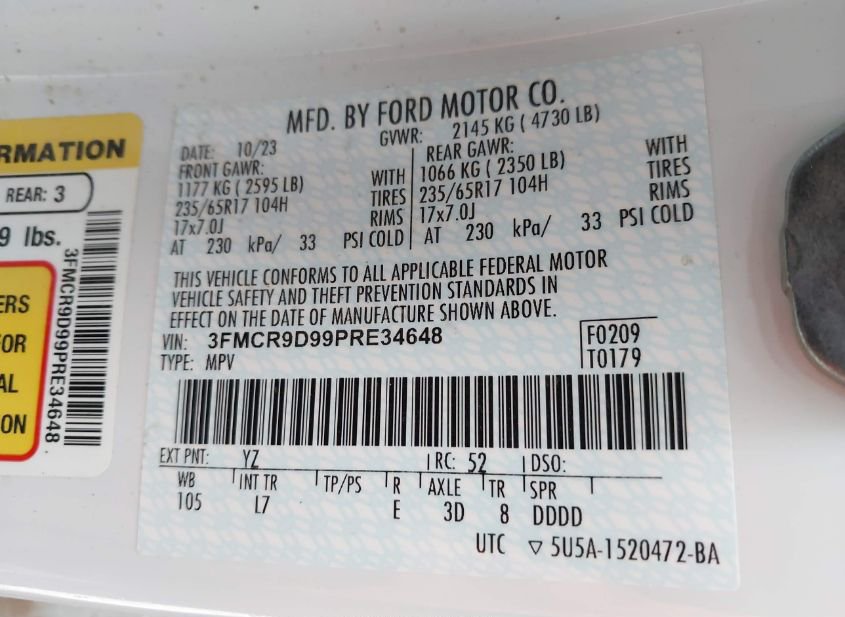 RMATION
REAR: 3
9 lbs.
3FMCR9D99PRE34648
ERS
FOR
AL
ON
MFD. BY FORD MOTOR CO.
DATE: 10/23
GVWR: 2145 KG ( 4730 LB)
FRONT GAWR:
1177 KG ( 2595 LB) WITH
235/65R17 104H TIRES
17x7.0J RIMS
AT 230 kPa/ 33 PSI COLD
REAR GAWR: WITH
1066 KG ( 2350 LB) TIRES
235/65R17 104H RIMS
17x7.0J
AT 230 kPa/ 33 PSI COLD
THIS VEHICLE CONFORMS TO ALL APPLICABLE FEDERAL MOTOR
VEHICLE SAFETY AND THEFT PREVENTION STANDARDS IN
EFFECT ON THE DATE OF MANUFACTURE SHOWN ABOVE.
VIN: 3FMCR9D99PRE34648
TYPE: MPV
F0209
T0179
EXT PNT: YZ RC: 52 DSO:
WB INT TR TP/PS R AXLE TR SPR
105 L7 E 3D 8 DDDD
UTC ▽ 5U5A-1520472-BA